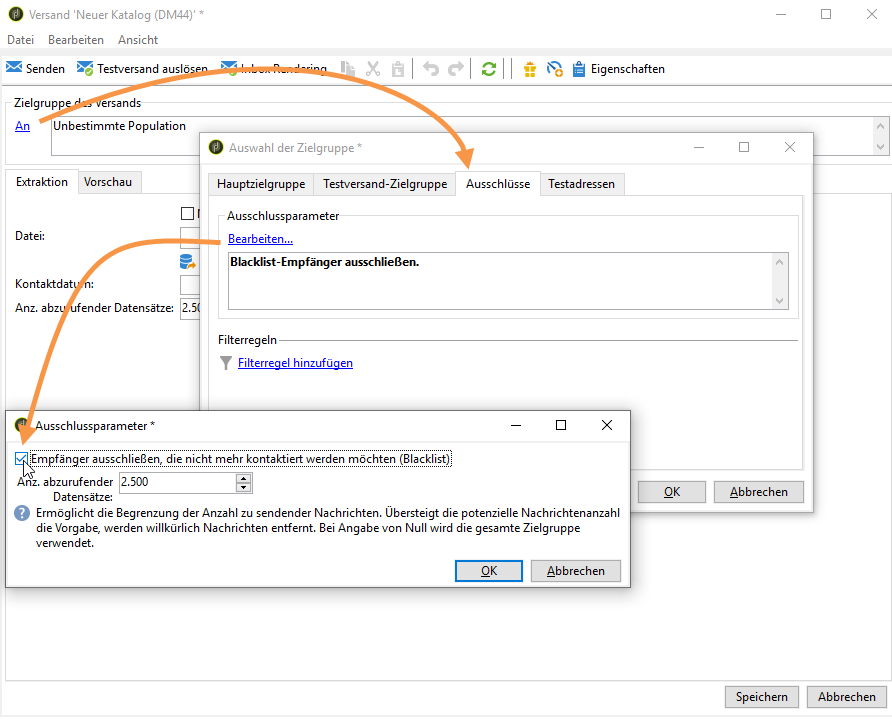 Versand 'Neuer Katalog (DM44)' *
Datei Bearbeiten Ansicht
Senden Testversand auslösen Inbox Rendering Eigenschaften
Zielgruppe des Versands
An Unbestimmte Population
Auswahl der Zielgruppe *
Extraktion Vorschau
Hauptzielgruppe Testversand-Zielgruppe Ausschlüsse Testadressen
Ausschlussparameter
Datei:
Bearbeiten...
Blacklist-Empfänger ausschließen.
Kontaktdatum:
Anz. abzurufender Datensätze: 2.50
Filterregeln
Filterregel hinzufügen
Ausschlussparameter *
Empfänger ausschließen, die nicht mehr kontaktiert werden möchten (Blacklist)
Anz. abzurufender 2.500
Datensätze:
Ermöglicht die Begrenzung der Anzahl zu sendender Nachrichten. Übersteigt die potenzielle Nachrichtenanzahl
die Vorgabe, werden willkürlich Nachrichten entfernt. Bei Angabe von Null wird die gesamte Zielgruppe
verwendet.
OK Abbrechen
OK Abbrechen
Speichern Abbrechen